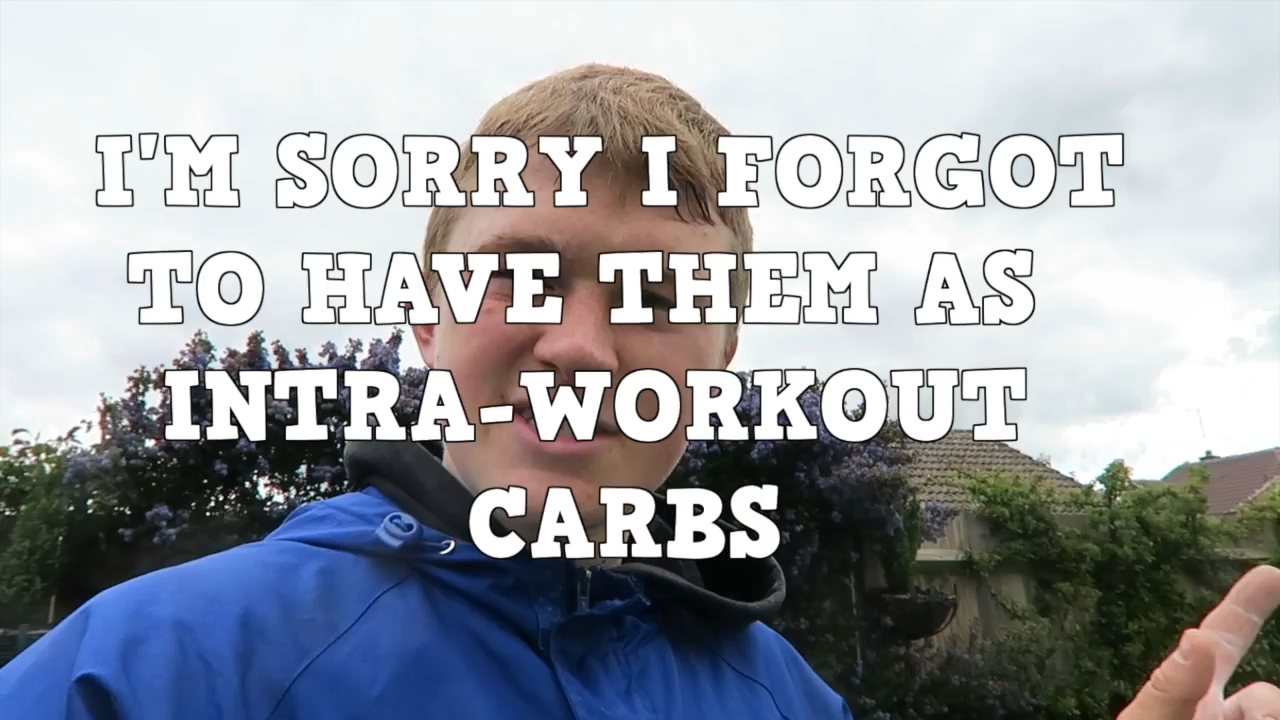 I'M SORRY I FORGOT
TO HAVE THEM AS
INTRA-WORKOUT
CARBS